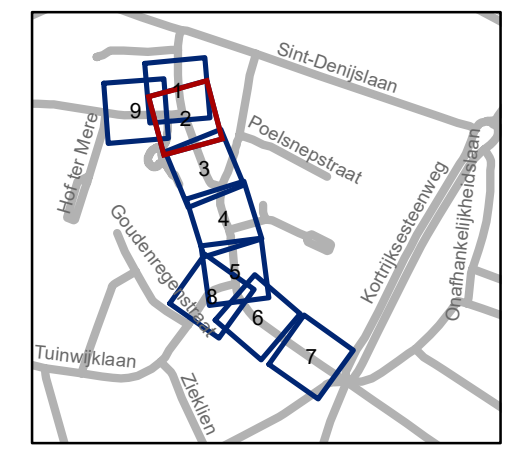 Sint-Denijslaan
1
9
2
Poelsnepstraat
Hof ter Mere
3
Kortrijksesteenweg
Onafhankelijkheidslaan
4
Goudenregenstraat
5
8
6
Tuinwijklaan
7
Zieklien